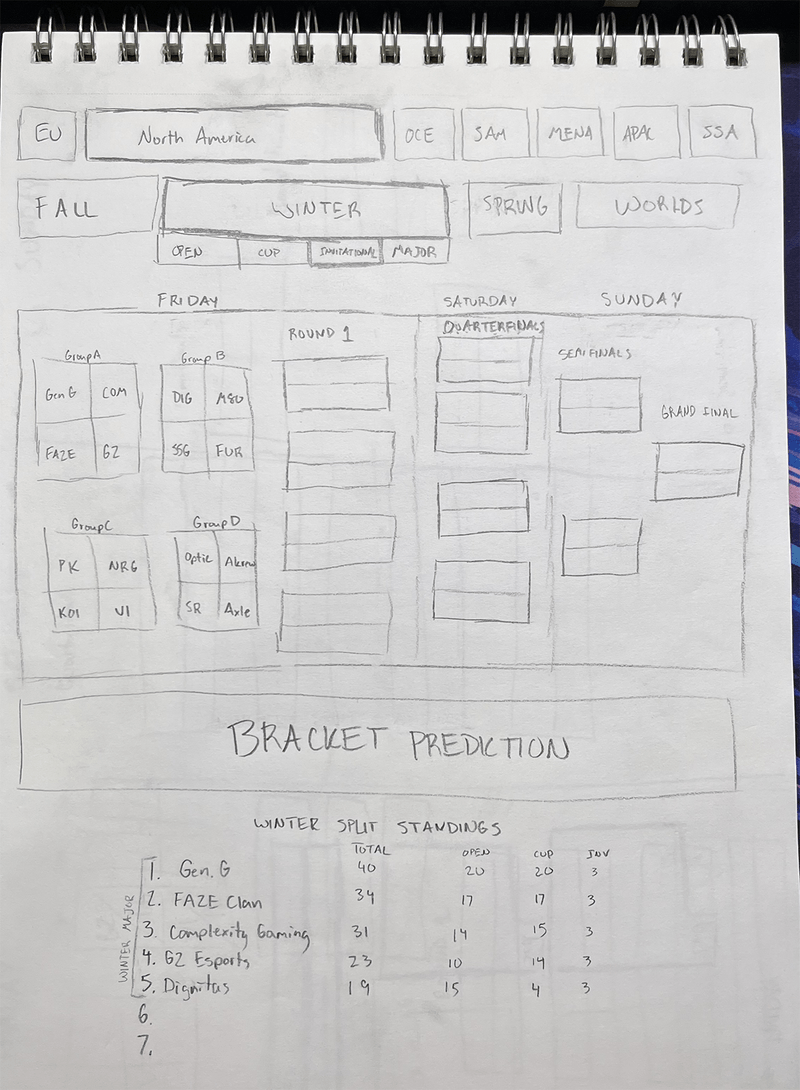 EU North America OCE SAM MENA APAC SSA
FALL WINTER SPRING WORLDS
OPEN CUP INVITATIONAL MAJOR
FRIDAY SATURDAY SUNDAY
ROUND 1 QUARTERFINALS
SEMIFINALS
GRAND FINAL
Group A
Gen G COM
FAZE G2
Group B
DIG M80
SSG FUR
Group C
PK NRG
KOI V1
Group D
Optic Akrew
SR Axle
BRACKET PREDICTION
WINTER SPLIT STANDINGS
TOTAL OPEN CUP INV
WINTER MAJOR
1. Gen.G 40 20 20 3
2. FAZE Clan 34 17 17 3
3. Complexity Gaming 31 14 15 3
4. G2 Esports 23 10 14 3
5. Dignitas 19 15 4 3
6.
7.